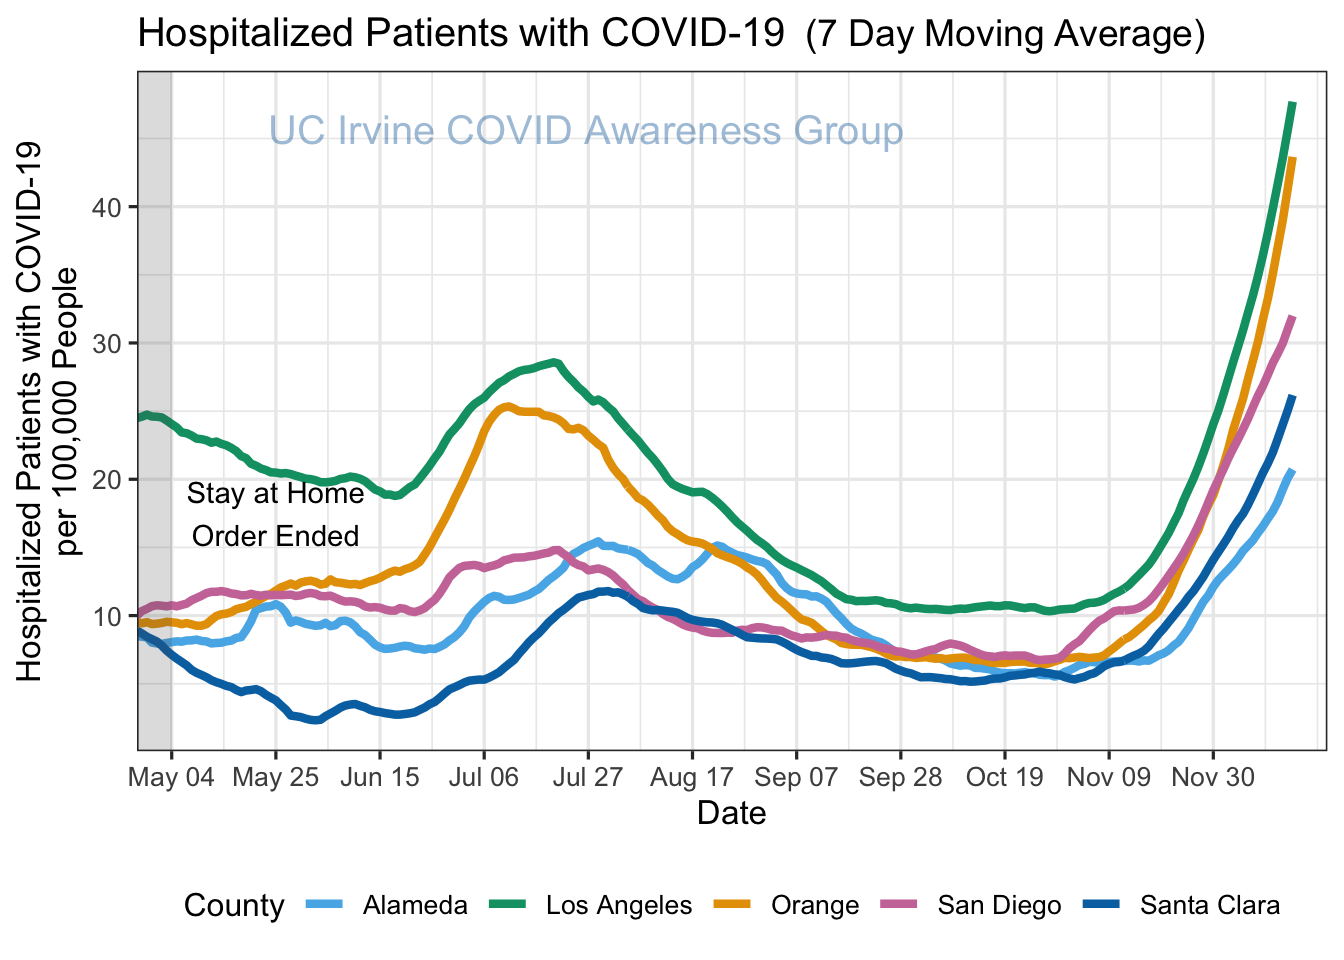 Hospitalized Patients with COVID-19 (7 Day Moving Average)
UC Irvine COVID Awareness Group
Hospitalized Patients with COVID-19
per 100,000 People
40
30
20
10
Stay at Home
Order Ended
May 04 May 25 Jun 15 Jul 06 Jul 27 Aug 17 Sep 07 Sep 28 Oct 19 Nov 09 Nov 30
Date
County Alameda Los Angeles Orange San Diego Santa Clara